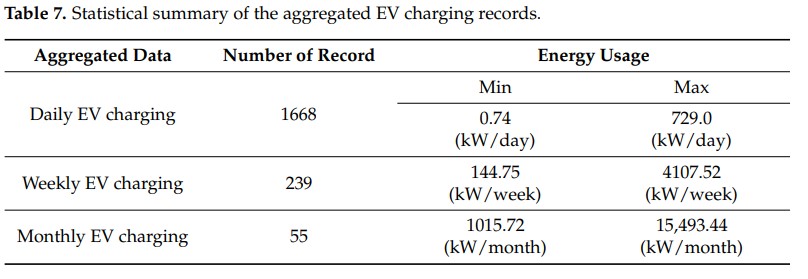 Table 7. Statistical summary of the aggregated EV charging records.
Aggregated Data Number of Record Energy Usage
Min Max
Daily EV charging 1668 0.74 729.0
(kW/day) (kW/day)
Weekly EV charging 239 144.75 4107.52
(kW/week) (kW/week)
Monthly EV charging 55 1015.72 15,493.44
(kW/month) (kW/month)